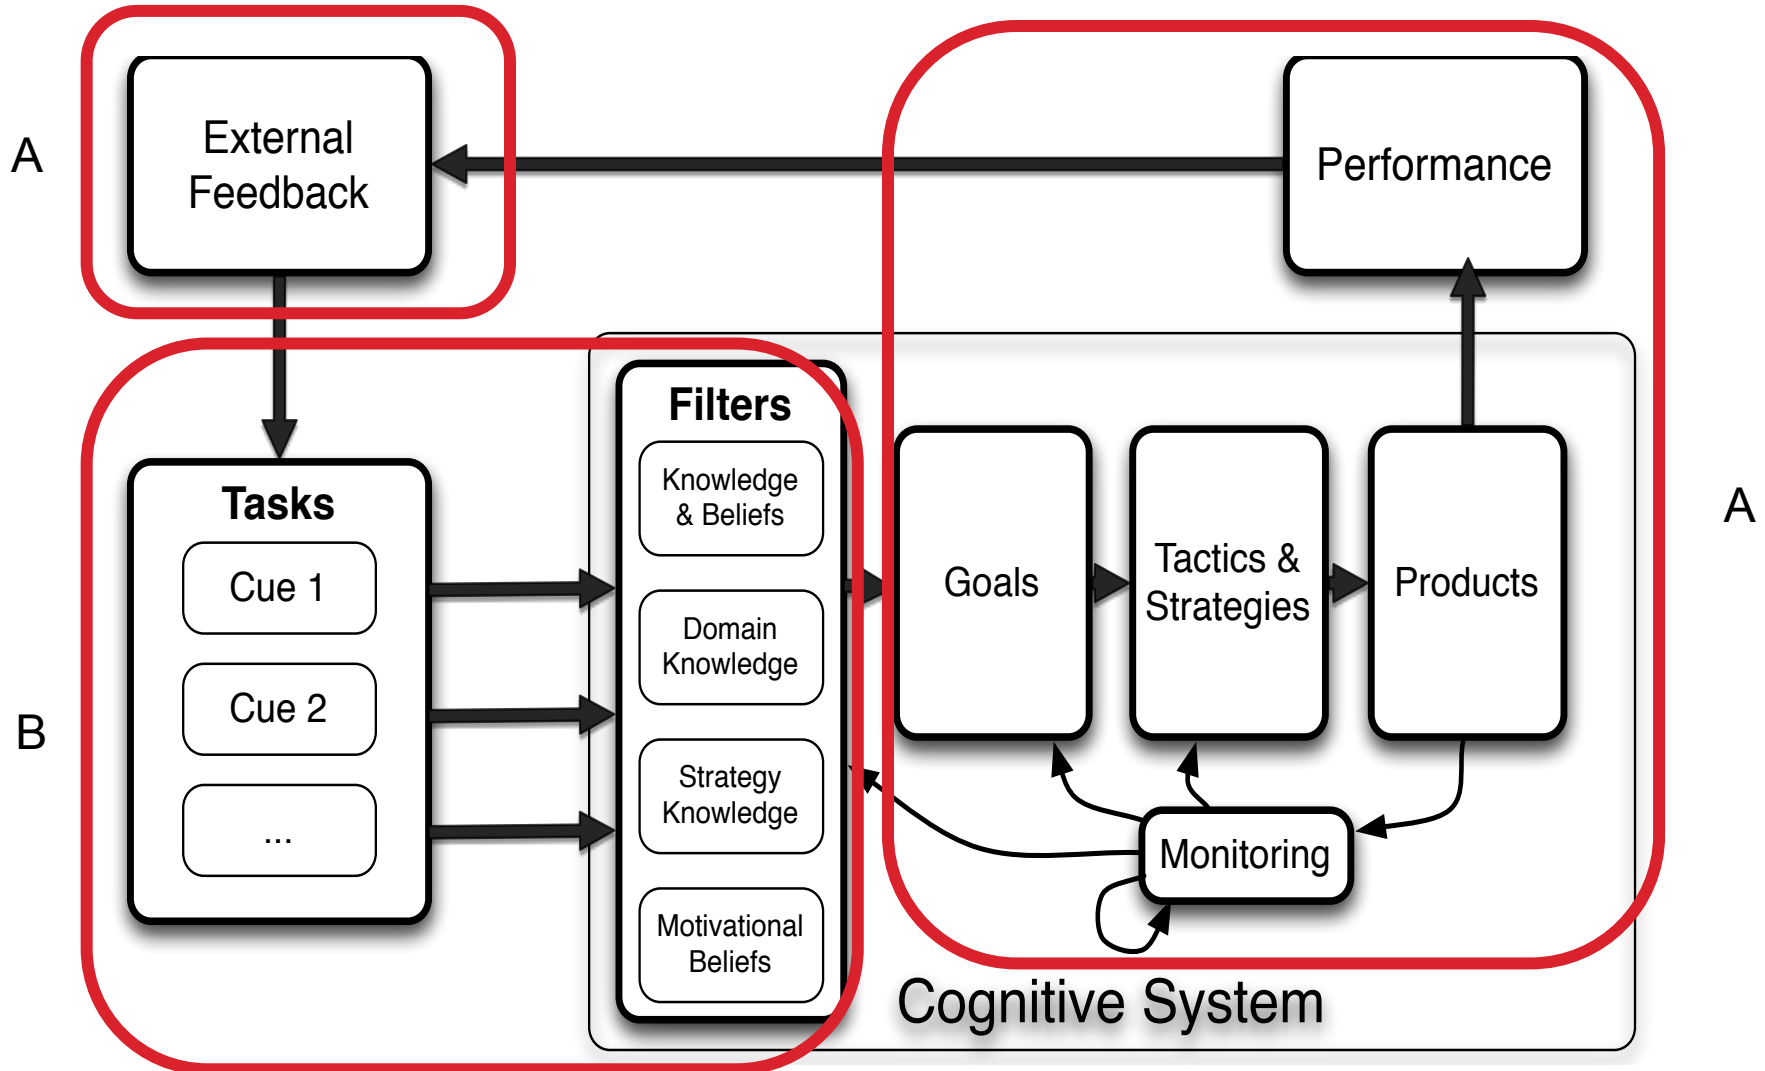 A
External
Feedback
Performance
Tasks
Cue 1
Cue 2
...
B
Filters
Knowledge
& Beliefs
Domain
Knowledge
Strategy
Knowledge
Motivational
Beliefs
Goals
Tactics &
Strategies
Products
A
Monitoring
Cognitive System